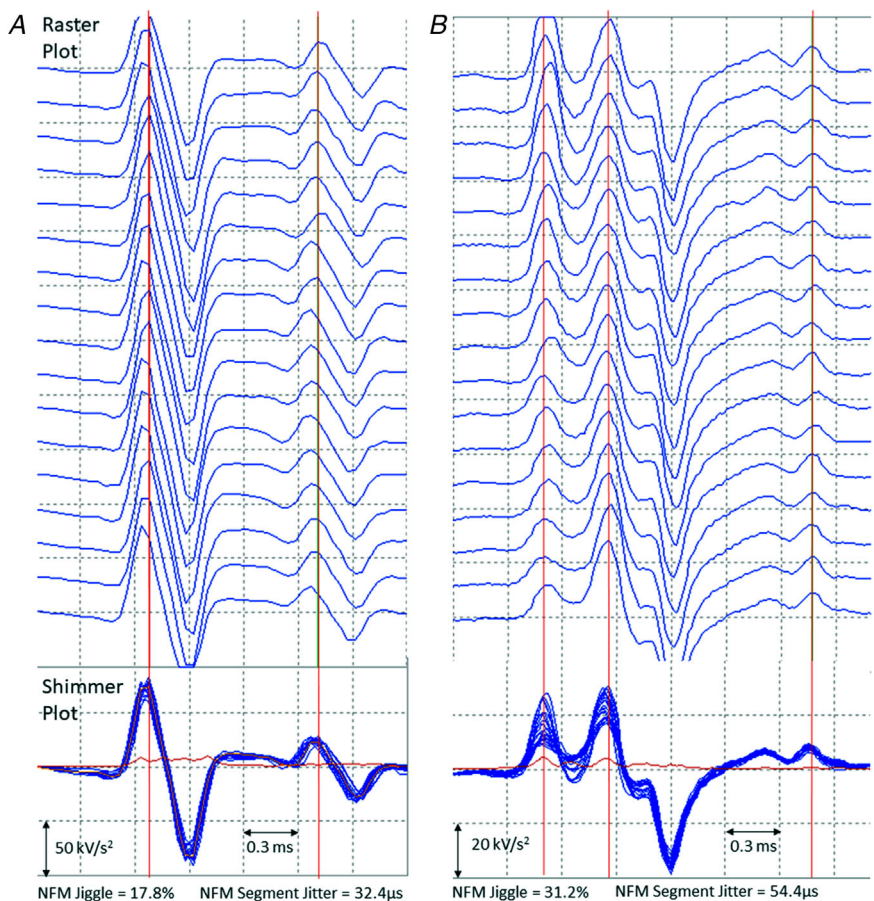 A
Raster
Plot
B
Shimmer
Plot
50 kV/s²
0.3 ms
20 kV/s²
0.3 ms
NFM Jiggle = 17.8% NFM Segment Jitter = 32.4µs
NFM Jiggle = 31.2% NFM Segment Jitter = 54.4µs